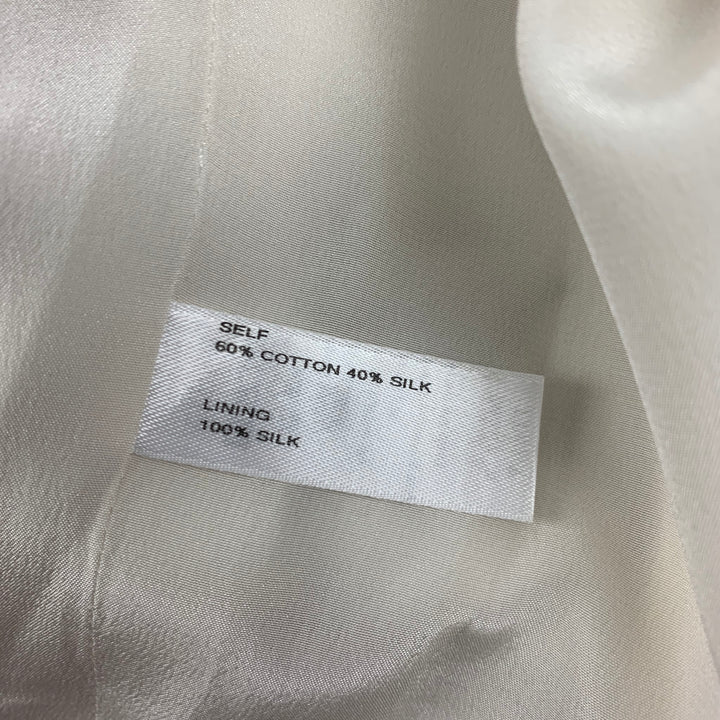 SELF
60% COTTON 40% SILK
LINING
100% SILK